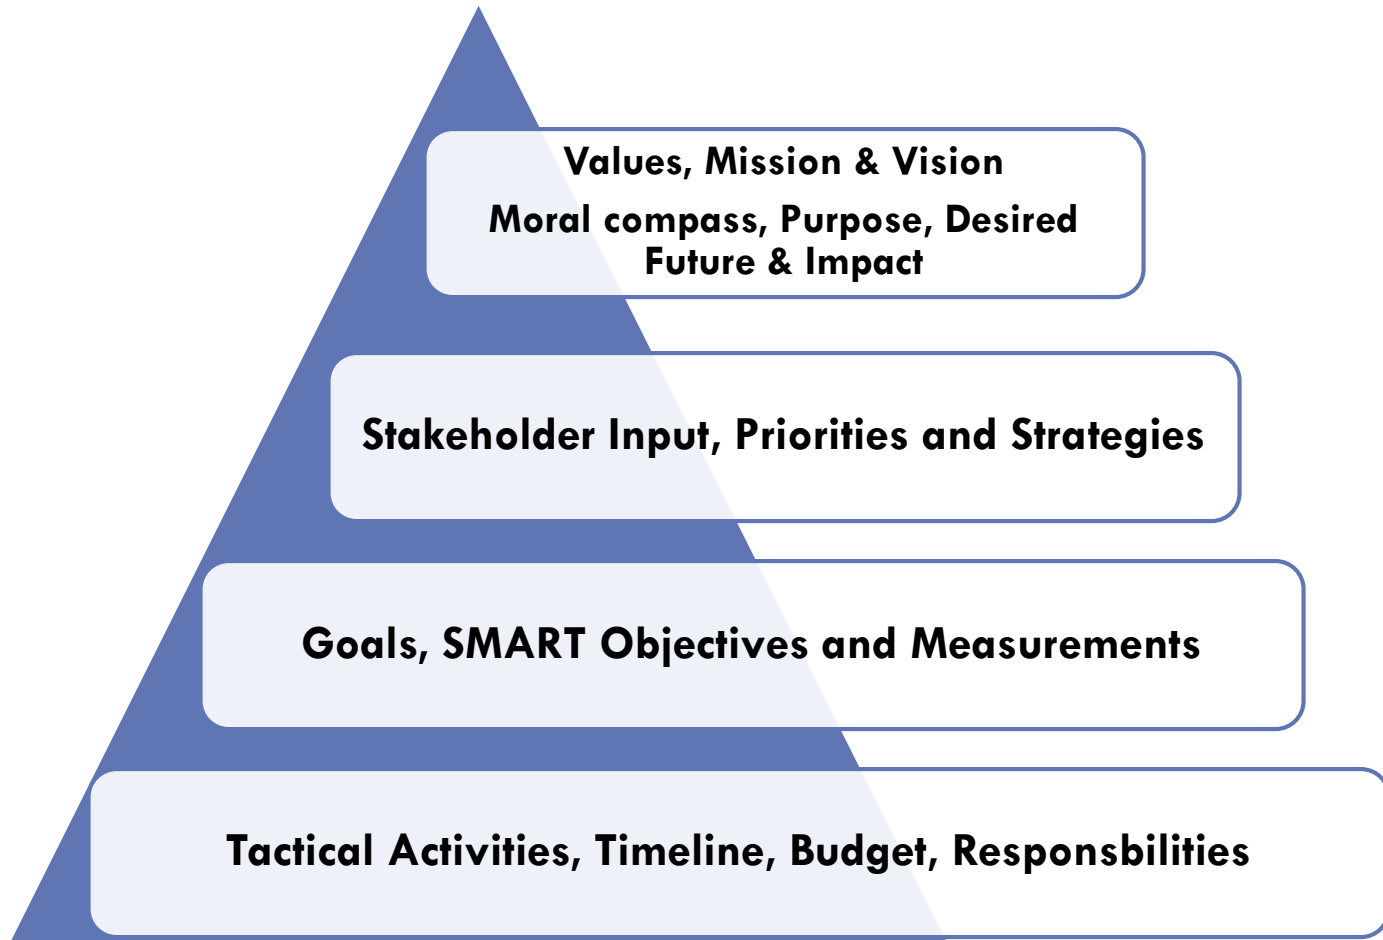 Values, Mission & Vision
Moral compass, Purpose, Desired
Future & Impact
Stakeholder Input, Priorities and Strategies
Goals, SMART Objectives and Measurements
Tactical Activities, Timeline, Budget, Responsbilities